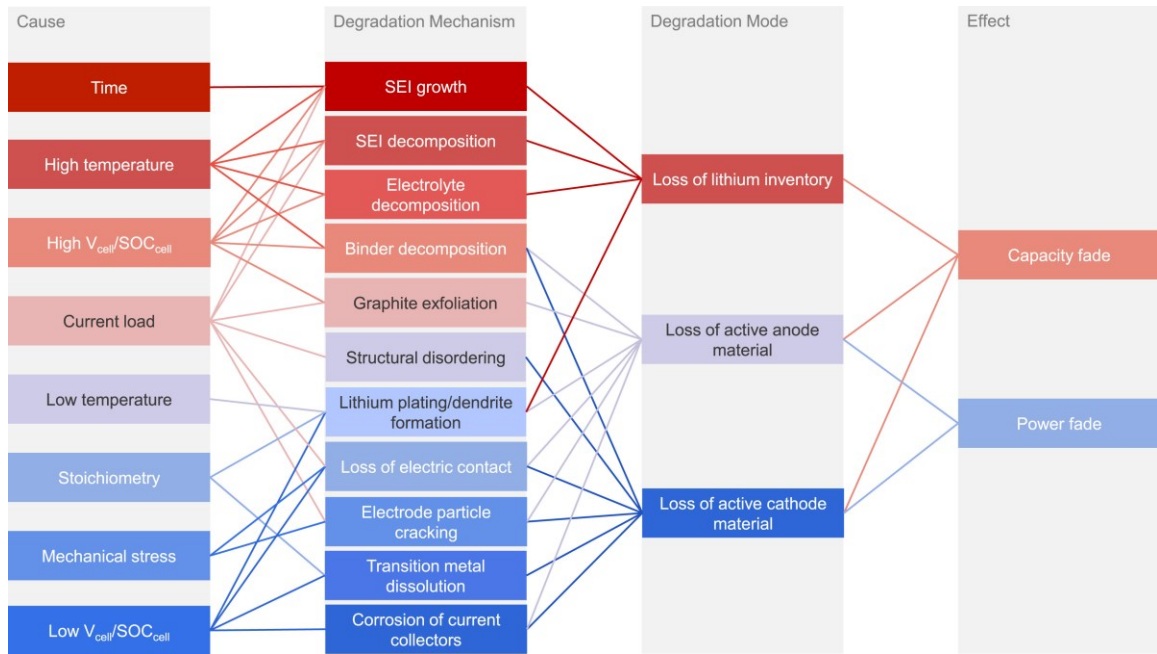 Cause
Time
High temperature
High Vcell/SOCcell
Current load
Low temperature
Stoichiometry
Mechanical stress
Low Vcell/SOCcell
Degradation Mechanism
SEI growth
SEI decomposition
Electrolyte
decomposition
Binder decomposition
Graphite exfoliation
Structural disordering
Lithium plating/dendrite
formation
Loss of electric contact
Electrode particle
cracking
Transition metal
dissolution
Corrosion of current
collectors
Degradation Mode
Loss of lithium inventory
Loss of active anode
material
Loss of active cathode
material
Effect
Capacity fade
Power fade